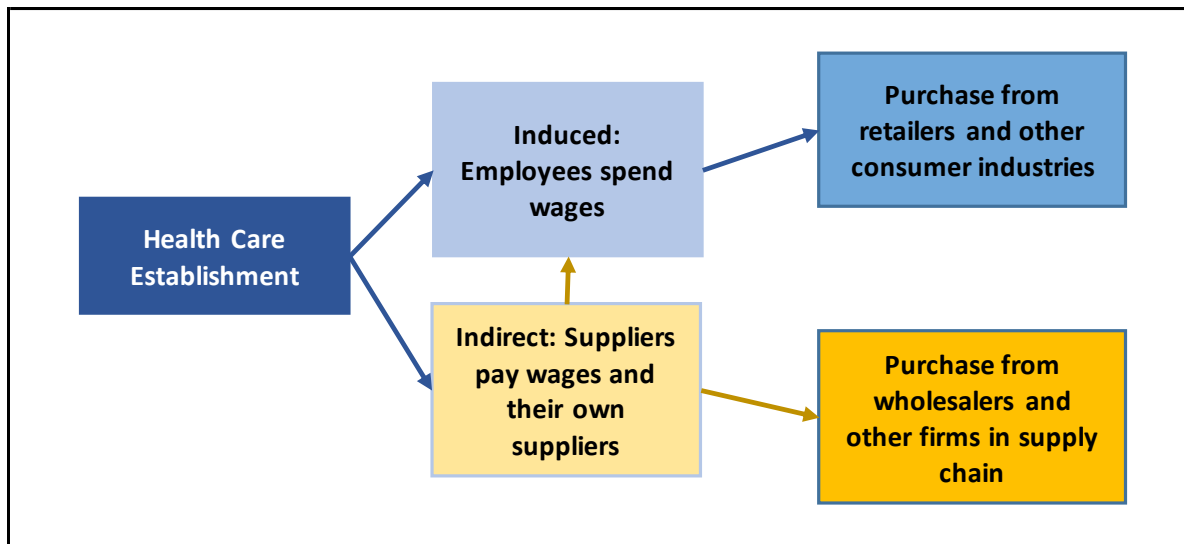 Health Care
Establishment
Induced:
Employees spend
wages
Indirect: Suppliers
pay wages and
their own
suppliers
Purchase from
retailers and other
consumer industries
Purchase from
wholesalers and
other firms in supply
chain